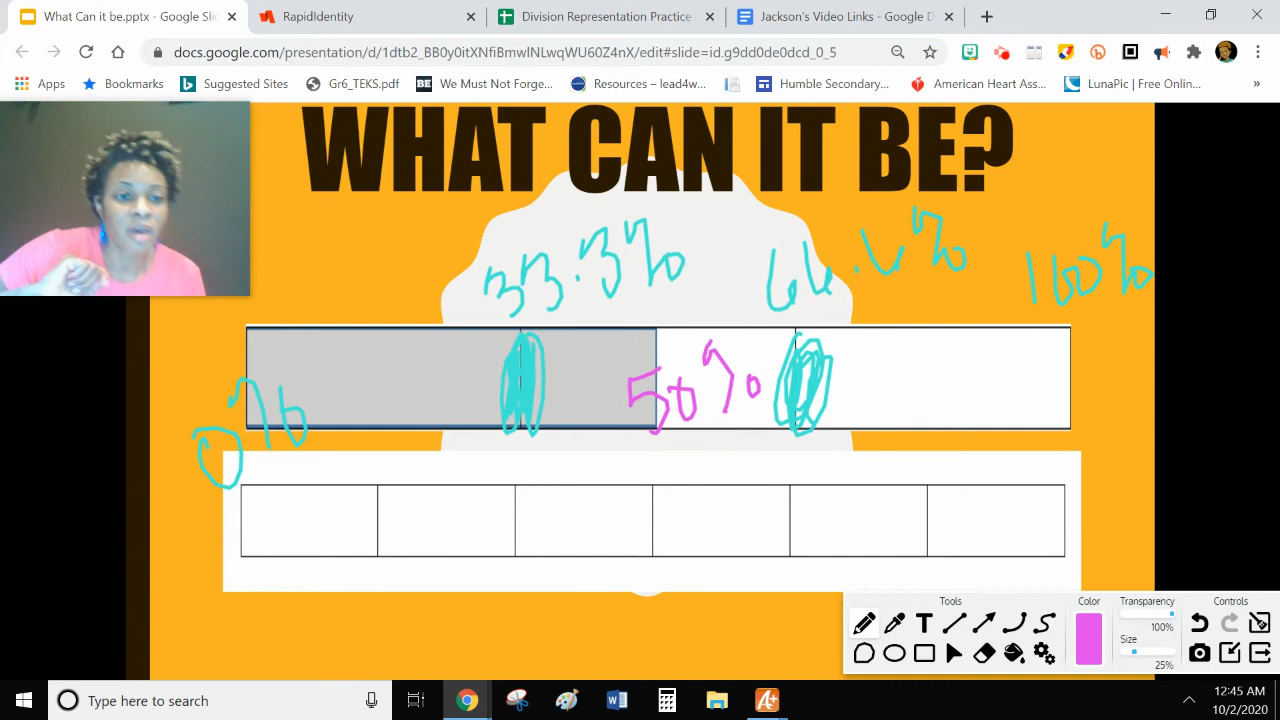 What Can it be.pptx - Google Slic
RapidIdentity
Division Representation Practice
Jackson's Video Links - Google D
docs.google.com/presentation/d/1dtb2_BB0y0itXNfiBmwlNLwgWU60Z4nX/edit#slide=id.g9dd0de0dcd_0_5
Apps
Bookmarks
Suggested Sites
Gr6_TEKS.pdf
We Must Not Forge...
Resources – lead4w...
Humble Secondary...
American Heart Ass...
LunaPic | Free Onlin...
»
WHAT CAN IT BE?
33.3%
66.6%
100%
50%
0%
Tools
Color
Transparency
Controls
100%
Size
25%
Type here to search
12:45 AM
10/2/2020